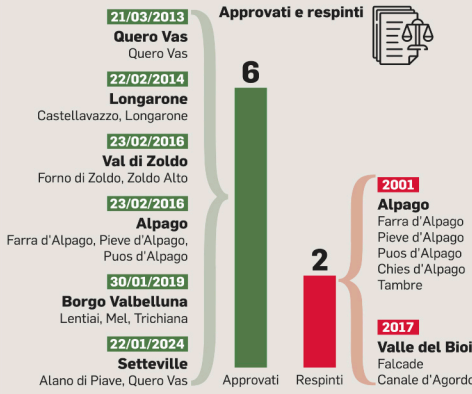 Approvati e respinti
21/03/2013
Quero Vas
Quero Vas
22/02/2014
Longarone
Castellavazzo, Longarone
23/02/2016
Val di Zoldo
Forno di Zoldo, Zoldo Alto
23/02/2016
Alpago
Farra d'Alpago, Pieve d'Alpago,
Puos d'Alpago
30/01/2019
Borgo Valbelluna
Lentiai, Mel, Trichiana
22/01/2024
Setteville
Alano di Piave, Quero Vas
6
Approvati
2
Respinti
2001
Alpago
Farra d'Alpago
Pieve d'Alpago
Puos d'Alpago
Chies d'Alpago
Tambre
2017
Valle del Bioi
Falcade
Canale d'Agordo